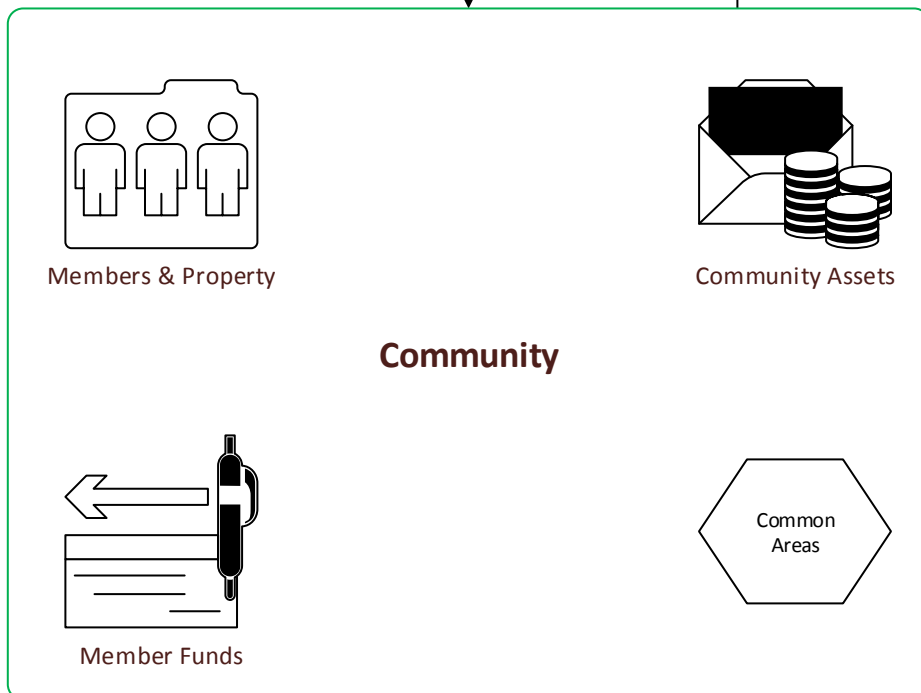 Members & Property
Community Assets
Community
Common
Areas
Member Funds